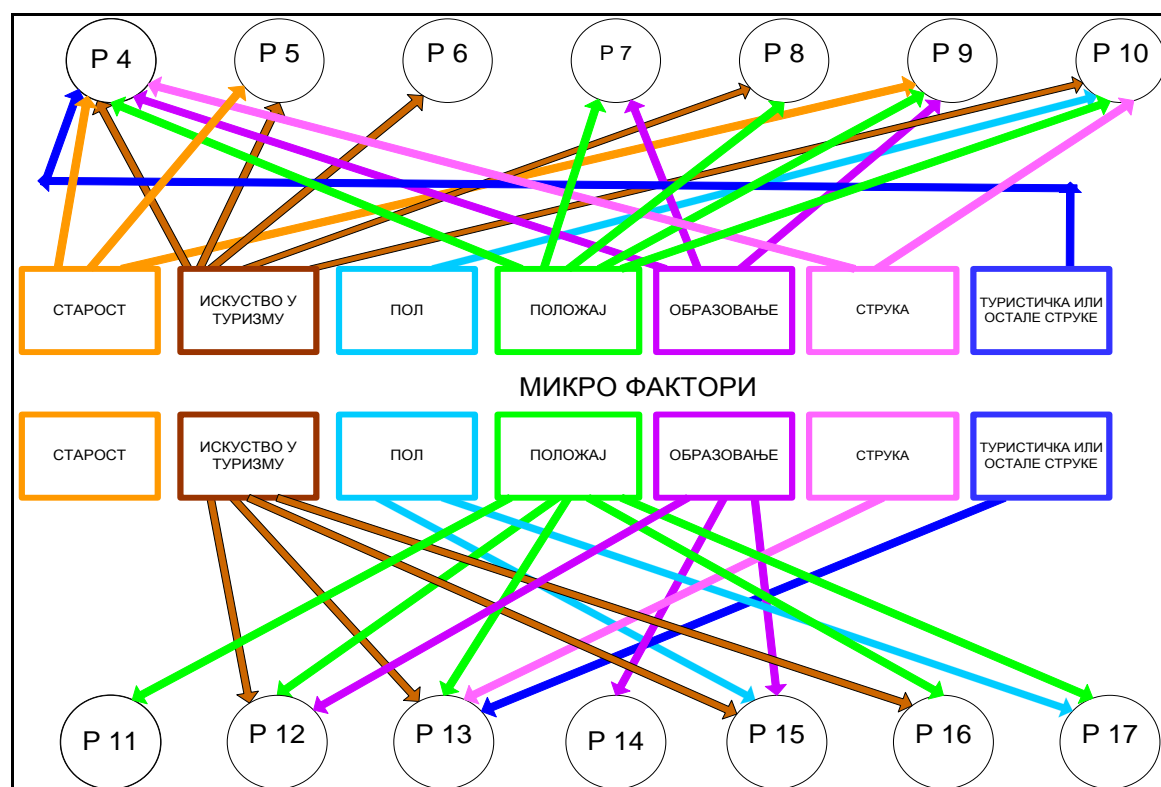 Р 4
Р 5
Р 6
Р 7
Р 8
Р 9
Р 10
СТАРОСТ
ИСКУСТВО У
ТУРИЗМУ
ПОЛ
ПОЛОЖАЈ
ОБРАЗОВАЊЕ
СТРУКА
ТУРИСТИЧКА ИЛИ
ОСТАЛЕ СТРУКЕ
МИКРО ФАКТОРИ
СТАРОСТ
ИСКУСТВО У
ТУРИЗМУ
ПОЛ
ПОЛОЖАЈ
ОБРАЗОВАЊЕ
СТРУКА
ТУРИСТИЧКА ИЛИ
ОСТАЛЕ СТРУКЕ
Р 11
Р 12
Р 13
Р 14
Р 15
Р 16
Р 17